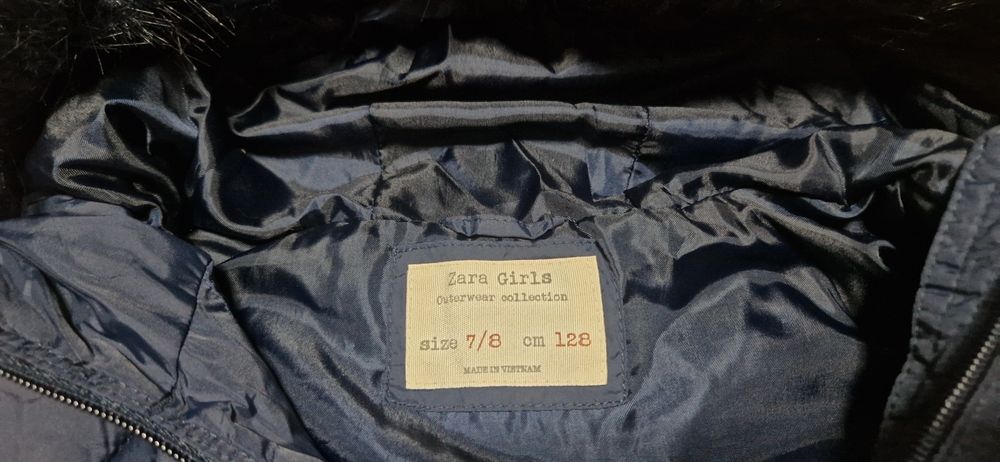 Zara Girls
Outerwear collection
size 7/8 cm 128
MADE IN VIETNAM